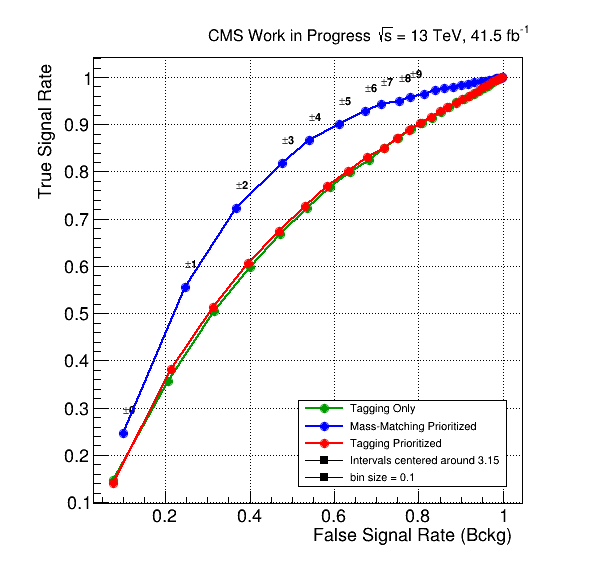 CMS Work in Progress √s = 13 TeV, 41.5 fb-1
True Signal Rate
1
0.9
0.8
0.7
0.6
0.5
0.4
0.3
0.2
0.1
±0
±1
±2
±3
±4
±5
±6
±7
±8
±9
Tagging Only
Mass-Matching Prioritized
Tagging Prioritized
Intervals centered around 3.15
bin size = 0.1
0.2 0.4 0.6 0.8 1
False Signal Rate (Bckg)